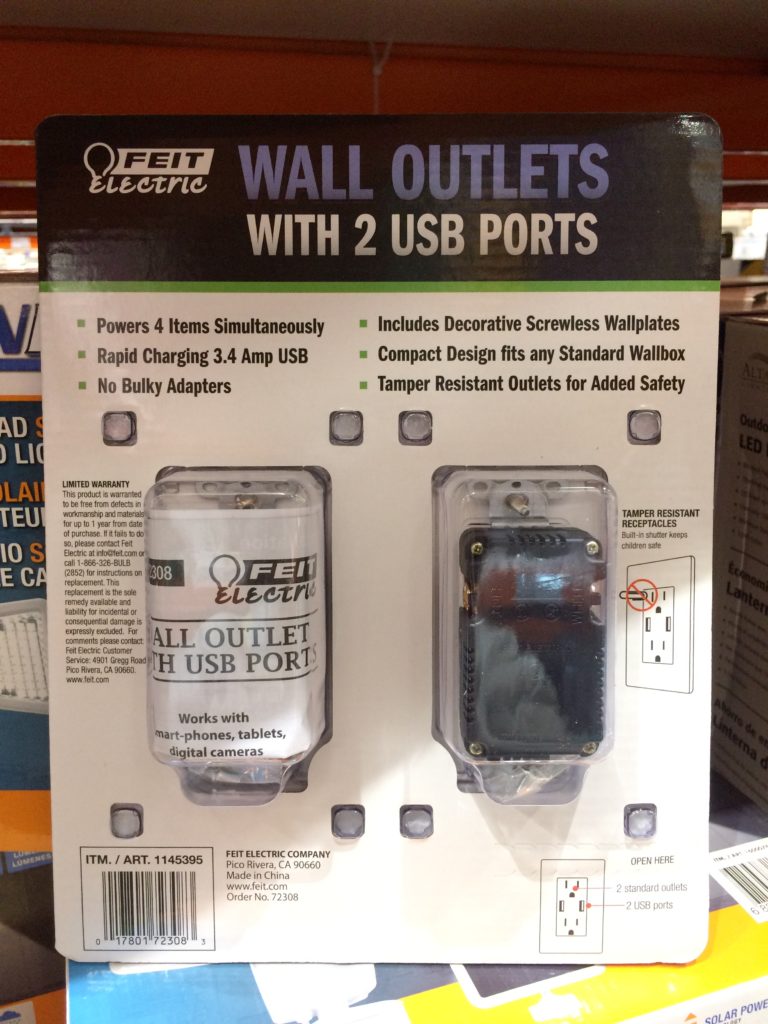 FEIT
Electric
WALL OUTLETS
WITH 2 USB PORTS
Powers 4 Items Simultaneously
Rapid Charging 3.4 Amp USB
No Bulky Adapters
Includes Decorative Screwless Wallplates
Compact Design fits any Standard Wallbox
Tamper Resistant Outlets for Added Safety
LIMITED WARRANTY
This product is warranted
to be free from defects in
workmanship and materials
for up to 1 year from date
of purchase. If it fails to do
so, please contact Feit
Electric at info@feit.com or
call 1-866-326-BULB
(2852) for instructions on
replacement. This
replacement is the sole
remedy available and
liability for incidental or
consequential damage is
expressly excluded. For
comments please contact:
Feit Electric Customer
Service: 4901 Gregg Road
Pico Rivera, CA 90660.
www.feit.com
2308
FEIT
Electric
ALL OUTLET
TH USB PORTS
Works with
mart-phones, tablets,
digital cameras
TAMPER RESISTANT
RECEPTACLES
Built-in shutter keeps
children safe
ITM. / ART. 1145395
0 17801 72308 3
FEIT ELECTRIC COMPANY
Pico Rivera, CA 90660
Made in China
www.feit.com
Order No. 72308
OPEN HERE
2 standard outlets
2 USB ports
Outdo
LED
Lanter
Linterna d
SOLAR POWE